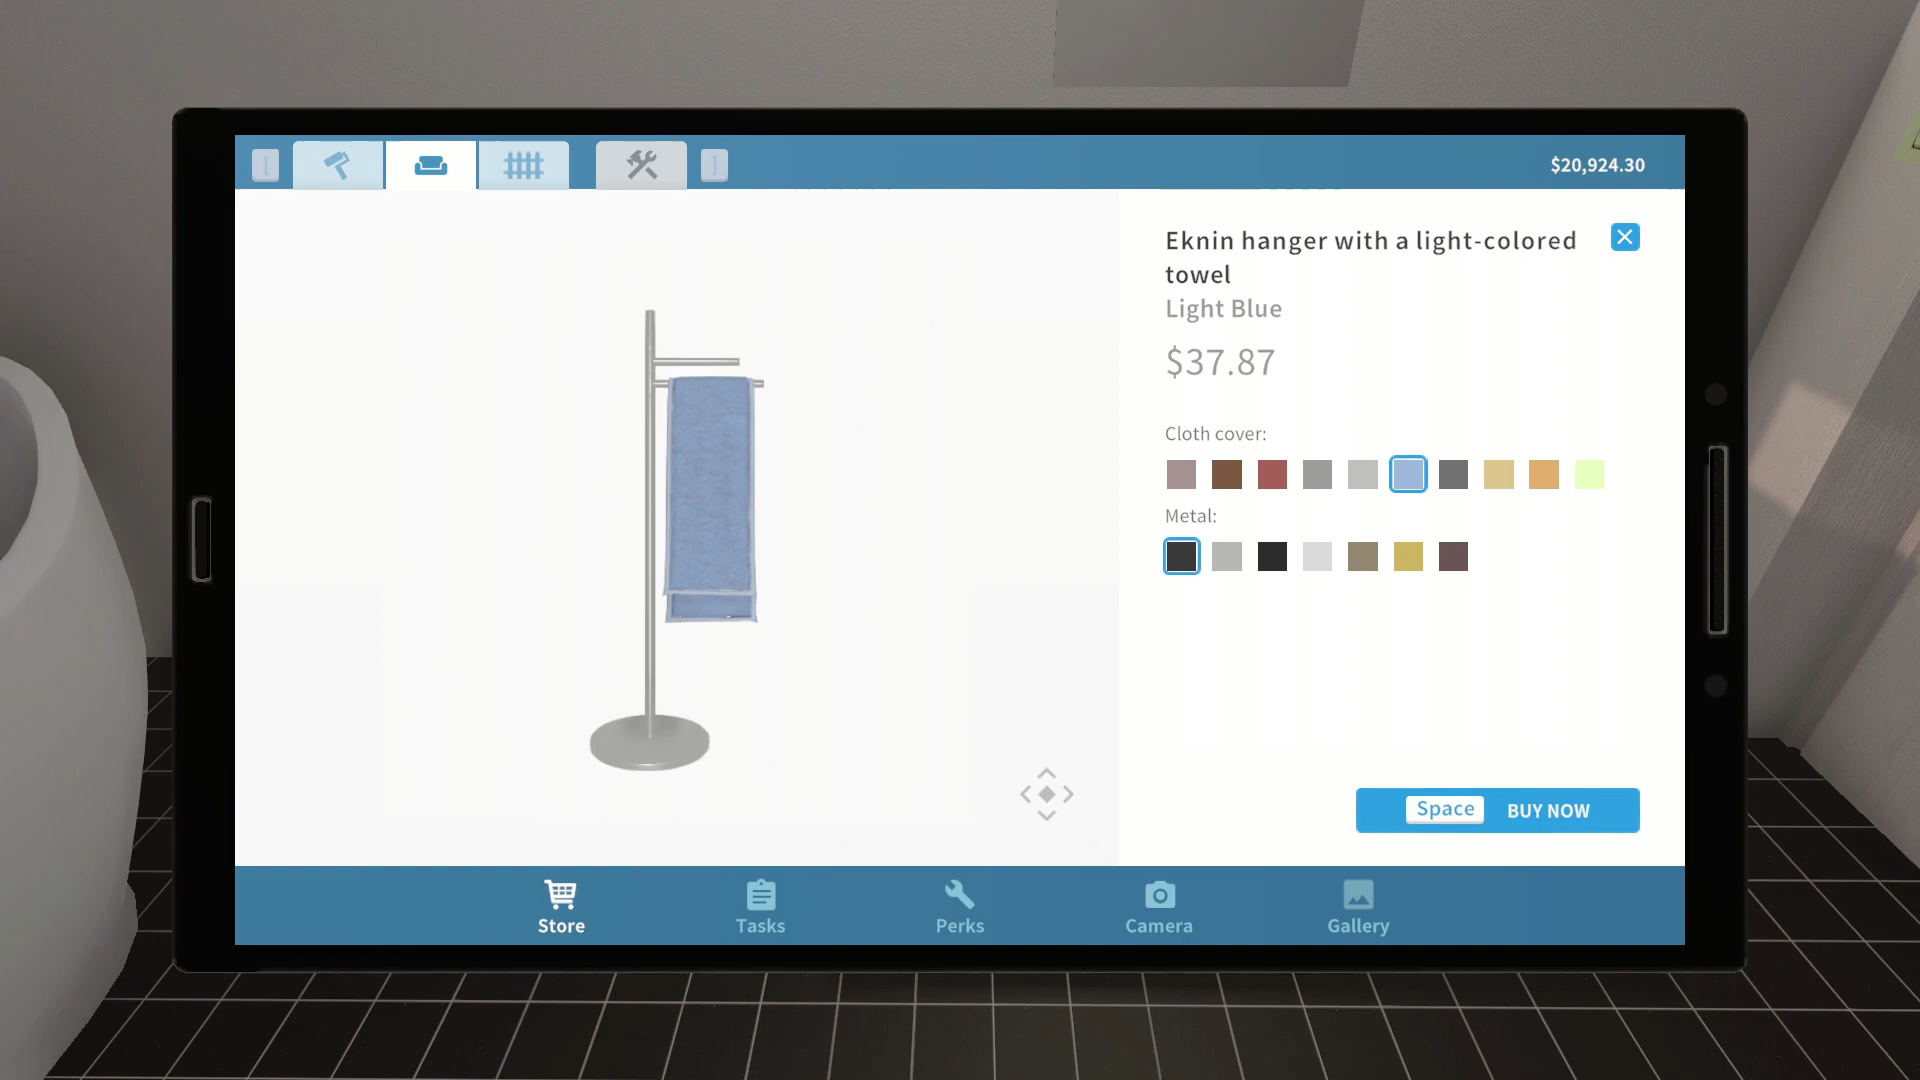 [
]
$20,924.30
Eknin hanger with a light-colored
towel
Light Blue
$37.87
Cloth cover:
Metal:
Space BUY NOW
Store
Tasks
Perks
Camera
Gallery